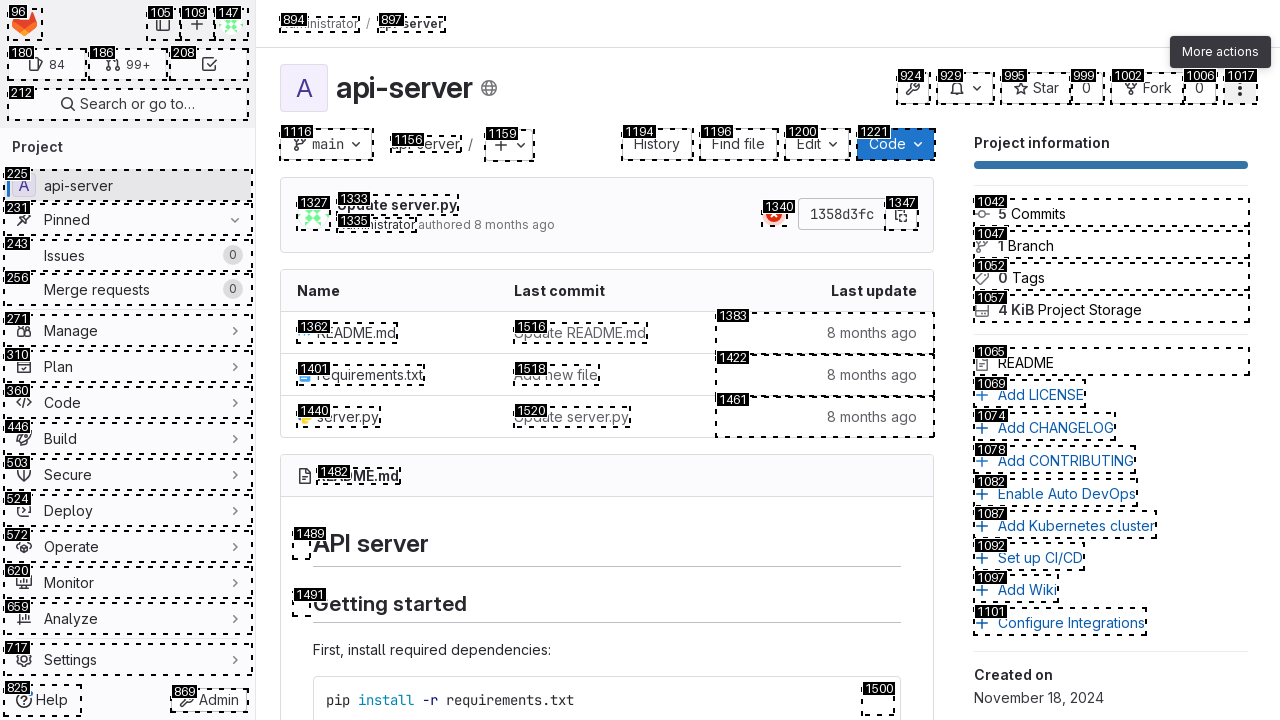 96
105
109
147
180
84
186
99+
208
212
Search or go to…
Project
225
A
api-server
231
Pinned
243
Issues
0
256
Merge requests
0
271
Manage
310
Plan
360
Code
446
Build
503
Secure
524
Deploy
572
Operate
620
Monitor
659
Analyze
717
Settings
825
Help
869
Admin
894
Administrator
/
897
api-server
More actions
A
api-server
924
929
995
Star
999
0
1002
Fork
1006
0
1017
1116
main
1156
api-server
/
1159
1194
History
1196
Find file
1200
Edit
1221
Code
1327
1333
Update server.py
1335
Administrator authored 8 months ago
1340
1358d3fc
1347
Name
Last commit
Last update
1362
README.md
1516
Update README.md
1383
8 months ago
1401
requirements.txt
1518
Add new file
1422
8 months ago
1440
server.py
1520
Update server.py
1461
8 months ago
1482
README.md
1489
API server
1491
Getting started
First, install required dependencies:
pip install -r requirements.txt
1500
Project information
1042
5 Commits
1047
1 Branch
1052
0 Tags
1057
4 KiB Project Storage
1065
README
1069
Add LICENSE
1074
Add CHANGELOG
1078
Add CONTRIBUTING
1082
Enable Auto DevOps
1087
Add Kubernetes cluster
1092
Set up CI/CD
1097
Add Wiki
1101
Configure Integrations
Created on
November 18, 2024